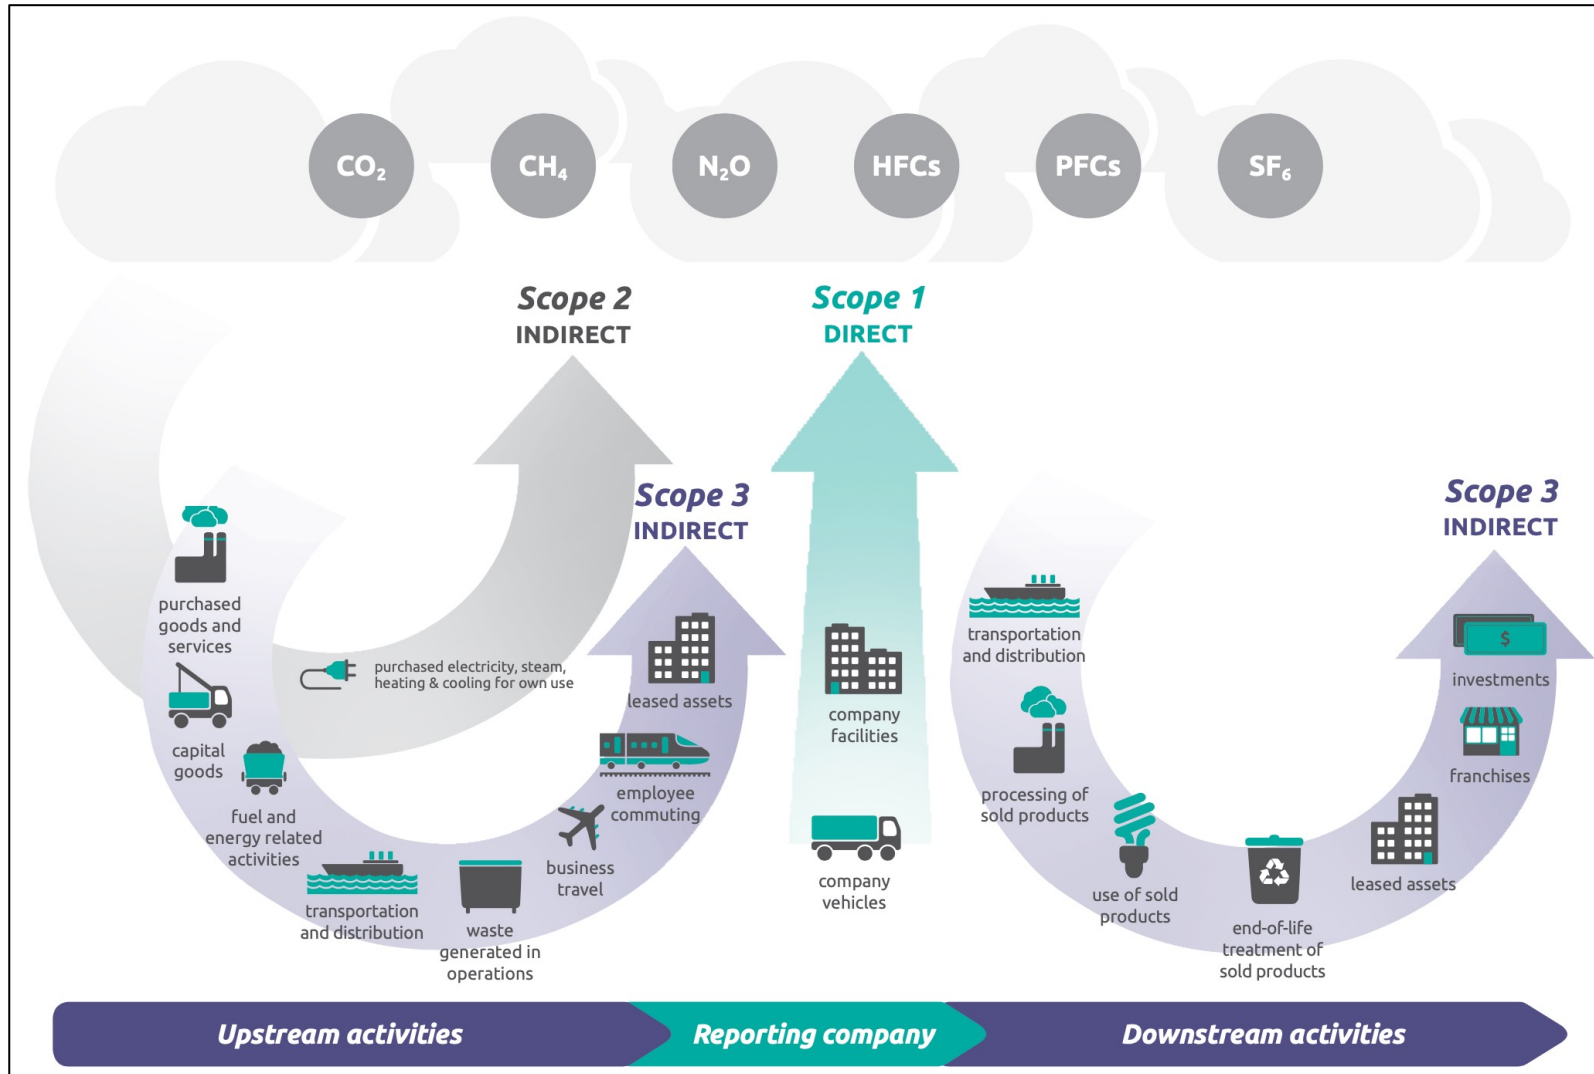 CO₂
CH₄
N₂O
HFCs
PFCs
SF₆
Scope 2
INDIRECT
Scope 1
DIRECT
Scope 3
INDIRECT
Scope 3
INDIRECT
purchased
goods and
services
capital
goods
fuel and
energy related
activities
transportation
and distribution
waste
generated in
operations
business
travel
employee
commuting
leased assets
purchased electricity, steam,
heating & cooling for own use
company
facilities
company
vehicles
transportation
and distribution
processing of
sold products
use of sold
products
end-of-life
treatment of
sold products
leased assets
franchises
$
investments
Upstream activities
Reporting company
Downstream activities